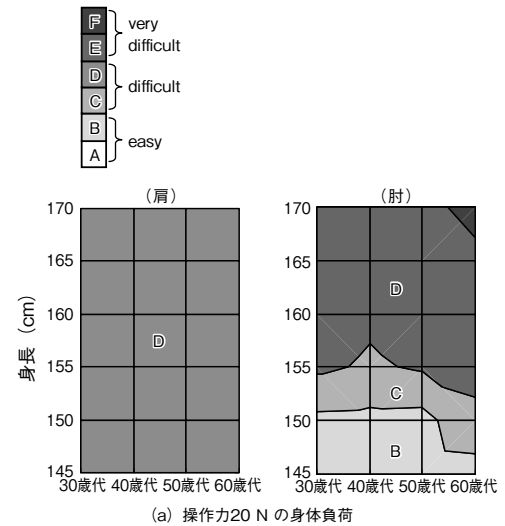 F
E
D
C
B
A
very
difficult
difficult
easy
（肩）
（肘）
身長（cm）
170
165
160
155
150
145
D
30歳代 40歳代 50歳代 60歳代
170
165
160
155
150
145
D
C
B
30歳代 40歳代 50歳代 60歳代
(a) 操作力20 N の身体負荷